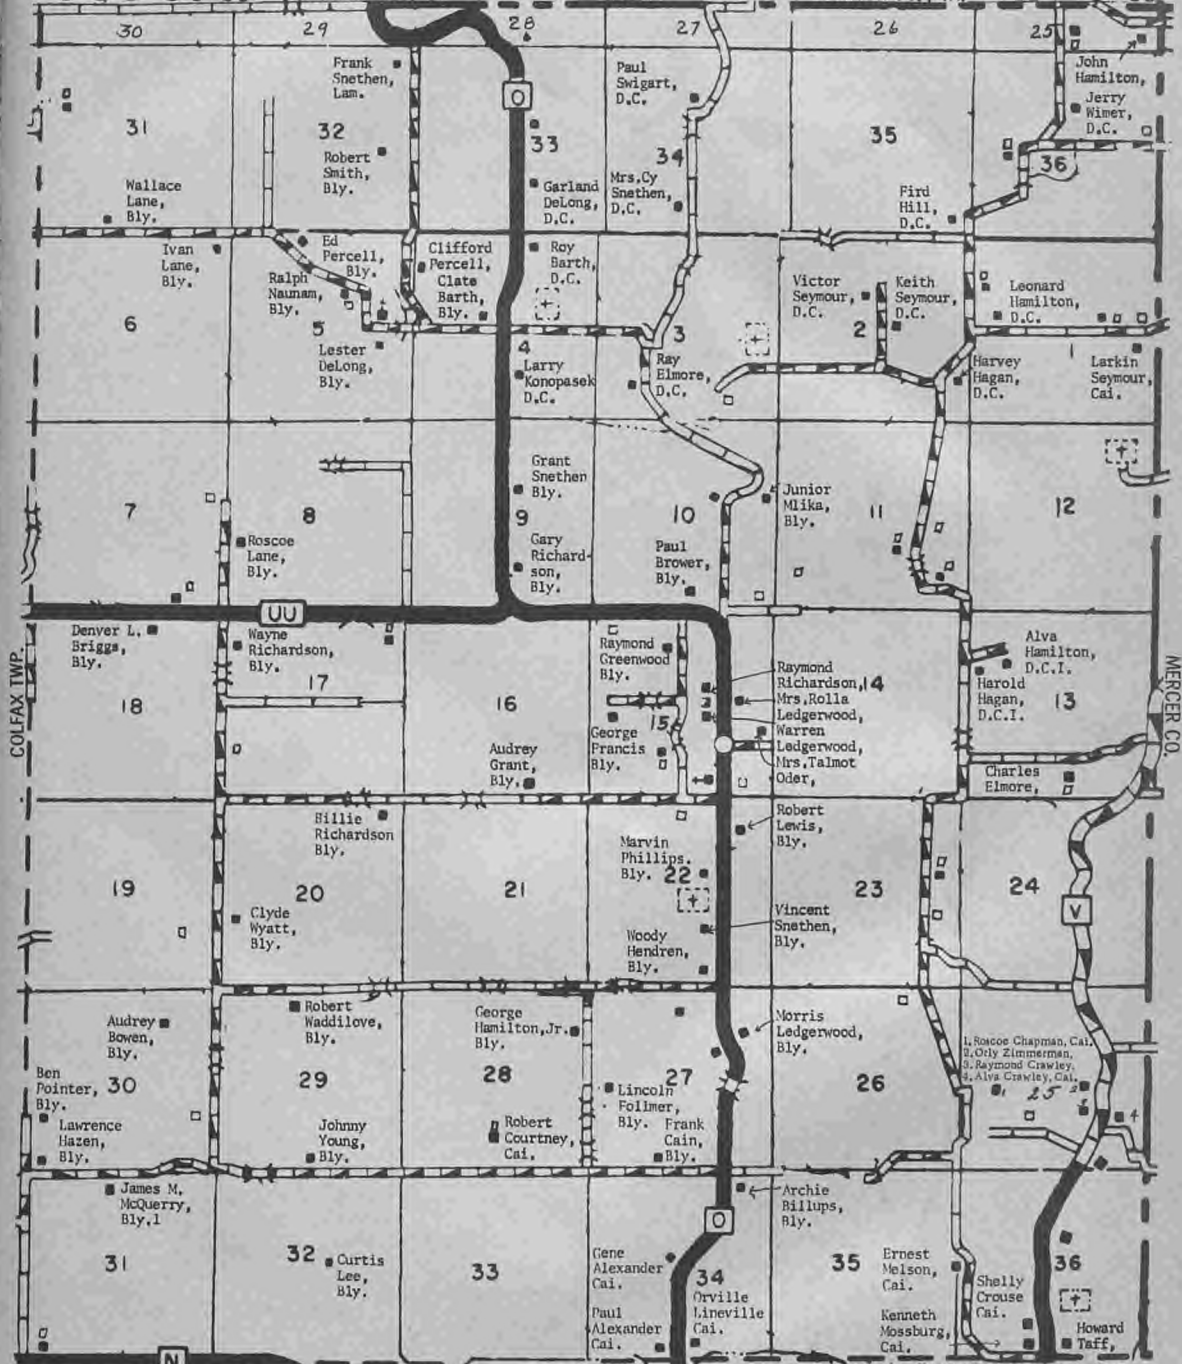 30
29
28
27
26
25
John
Hamilton,
Jerry
Wimer,
D.C.
Frank
Snethen,
Lam.
Paul
Swigart,
D.C.
O
31
32
33
34
35
36
Robert
Smith,
Bly.
Wallace
Lane,
Bly.
Garland
DeLong,
D.C.
Mrs.Cy
Snethen,
D.C.
Fird
Hill,
D.C.
Ivan
Lane,
Bly.
Ed
Percell,
Bly.
Ralph
Naunam,
Bly.
Clifford
Percell,
Clate
Barth,
Bly.
Roy
Barth,
D.C.
Victor
Seymour,
D.C.
Keith
Seymour,
D.C.
Leonard
Hamilton,
D.C.
6
5
4
3
2
1
Lester
DeLong,
Bly.
Larry
Konopasek
D.C.
Ray
Elmore,
D.C.
Harvey
Hagan,
D.C.
Larkin
Seymour,
Cai.
Grant
Snethen
Bly.
Junior
Mlika,
Bly.
7
8
9
10
11
12
Roscoe
Lane,
Bly.
Gary
Richard-
son,
Bly.
Paul
Brower,
Bly.
UU
Denver L.
Briggs,
Bly.
Wayne
Richardson,
Bly.
Raymond
Greenwood
Bly.
Raymond
Richardson,
Mrs.Rolla
Ledgerwood,
Warren
Ledgerwood,
Mrs.Talmot
Oder,
Alva
Hamilton,
D.C.I.
Harold
Hagan,
D.C.I.
18
17
16
15
14
13
COLFAX TWP.
MERCER CO.
Audrey
Grant,
Bly.
George
Francis
Bly.
Charles
Elmore,
Billie
Richardson
Bly.
Robert
Lewis,
Bly.
Marvin
Phillips.
Bly.
19
20
21
22
23
24
V
Clyde
Wyatt,
Bly.
Woody
Hendren,
Bly.
Vincent
Snethen,
Bly.
Audrey
Bowen,
Bly.
Robert
Waddilove,
Bly.
George
Hamilton,Jr.
Bly.
Morris
Ledgerwood,
Bly.
1. Roscoe Chapman, Cai.
2. Orly Zimmerman,
3. Raymond Crawley,
4. Alva Crawley, Cai.
Ben
Pointer,
Bly.
30
29
28
27
26
25
1
2
3
4
Lawrence
Hazen,
Bly.
Johnny
Young,
Bly.
Robert
Courtney,
Cai.
Lincoln
Follmer,
Bly.
Frank
Cain,
Bly.
James M.
McQuerry,
Bly.1
Archie
Billups,
Bly.
O
31
32
33
34
35
36
Curtis
Lee,
Bly.
Gene
Alexander
Cai.
Paul
Alexander
Cai.
Orville
Lineville
Cai.
Ernest
Melson,
Cai.
Kenneth
Mossburg,
Cai.
Shelly
Crouse
Cai.
Howard
Taff,
N